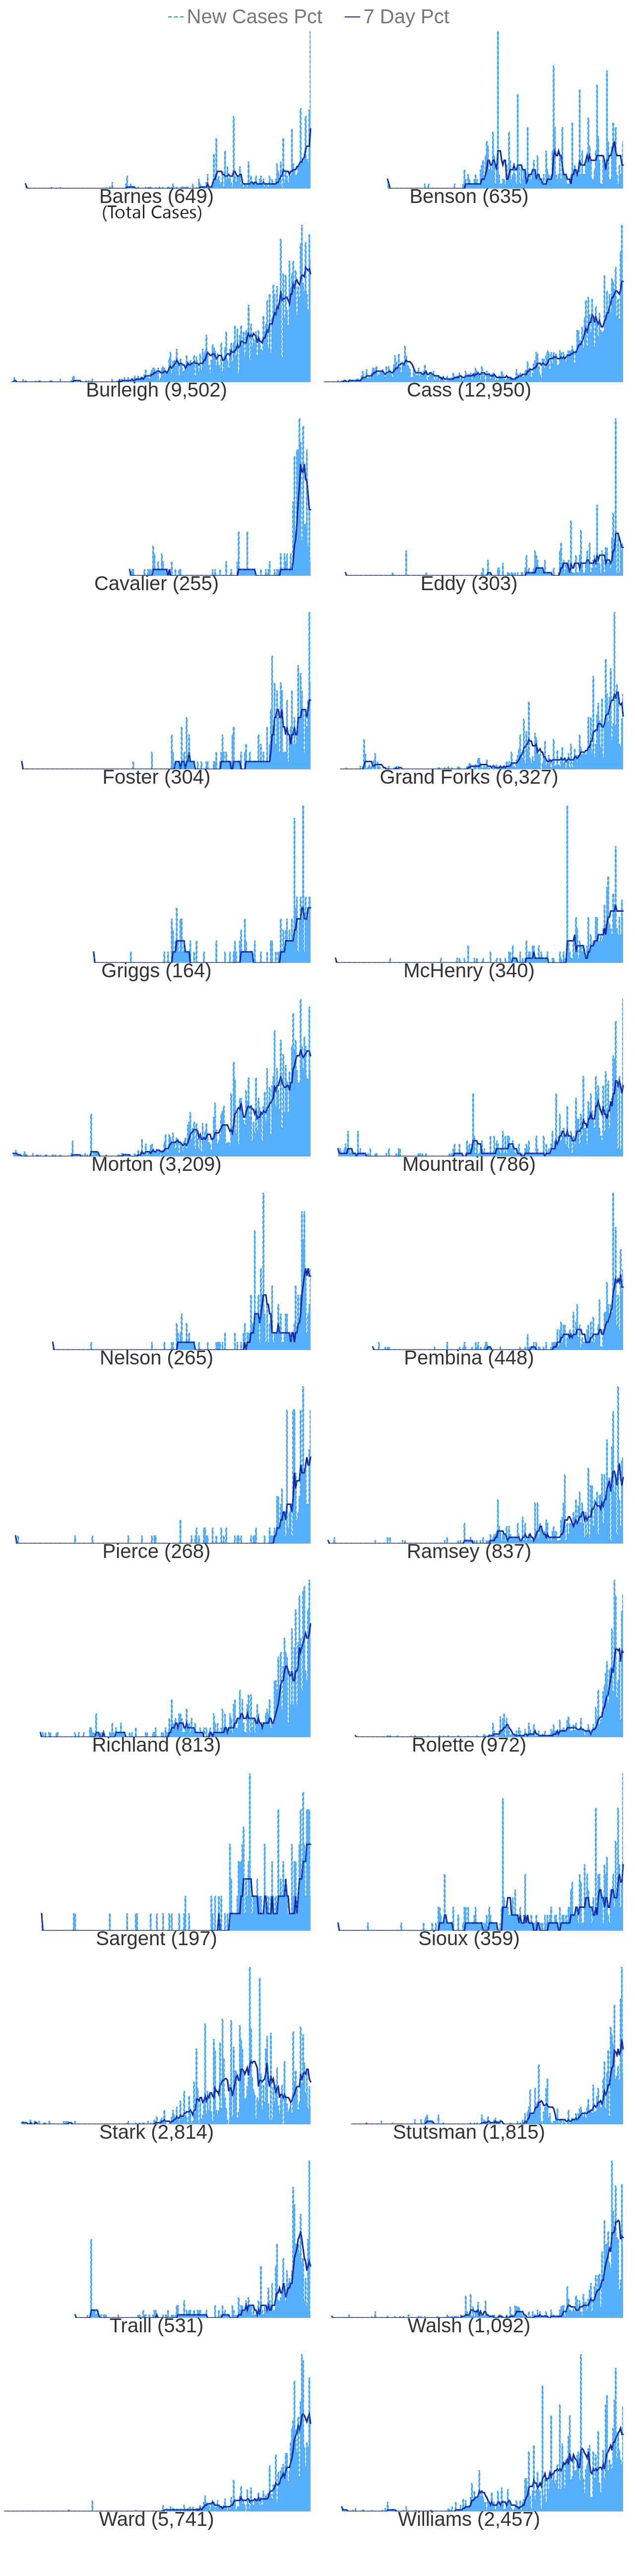 New Cases Pct 7 Day Pct
Barnes (649) Benson (635)
(Total Cases)
Burleigh (9,502) Cass (12,950)
Cavalier (255) Eddy (303)
Foster (304) Grand Forks (6,327)
Griggs (164) McHenry (340)
Morton (3,209) Mountrail (786)
Nelson (265) Pembina (448)
Pierce (268) Ramsey (837)
Richland (813) Rolette (972)
Sargent (197) Sioux (359)
Stark (2,814) Stutsman (1,815)
Traill (531) Walsh (1,092)
Ward (5,741) Williams (2,457)